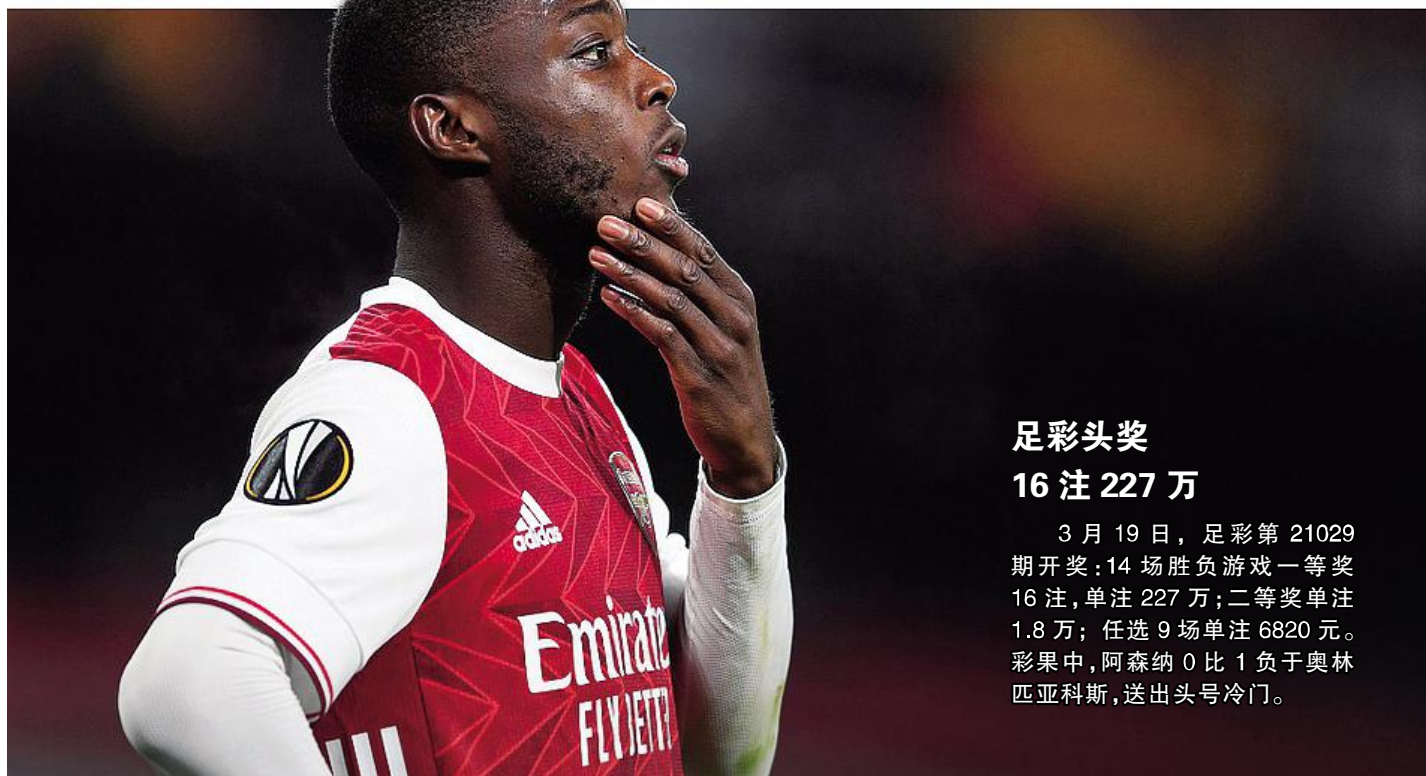 adidas
Emirate
FLY BETTE
足彩头奖
16 注 227 万
3 月 19 日，足彩第 21029
期开奖：14 场胜负游戏一等奖
16 注，单注 227 万；二等奖单注
1.8 万；任选 9 场单注 6820 元。
彩果中，阿森纳 0 比 1 负于奥林
匹亚科斯，送出头号冷门。